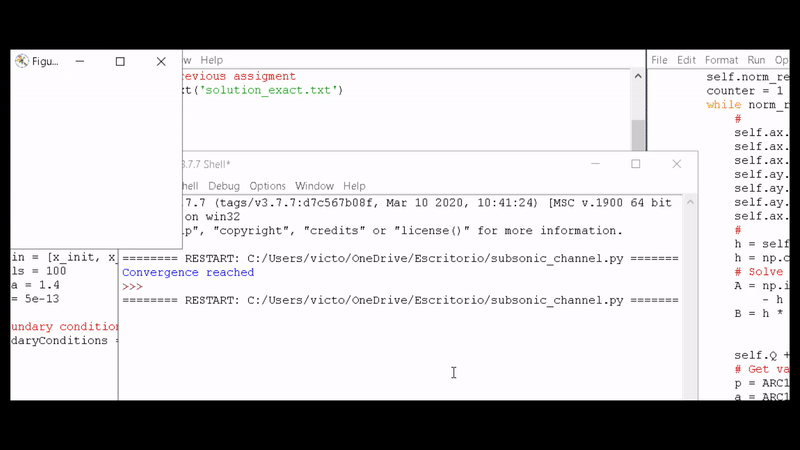 Figu...
w Help
File Edit Format Run Op
revious assigment
xt('solution_exact.txt')
self.norm_re
counter = 1
while norm_r
#
self.ax.
self.ax.
self.ax.
self.ay.
self.ay.
self.ax.
#
h = self
h = np.c
# Solve
A = np.i
- h
B = h *
self.Q +
# Get va
p = ARC1
a = ARC1
3.7.7 Shell*
hell Debug Options Window Help
.7.7 (tags/v3.7.7:d7c567b08f, Mar 10 2020, 10:41:24) [MSC v.1900 64 bit
on win32
lp", "copyright", "credits" or "license()" for more information.
======== RESTART: C:/Users/victo/OneDrive/Escritorio/subsonic_channel.py =======
Convergence reached
>>>
======== RESTART: C:/Users/victo/OneDrive/Escritorio/subsonic_channel.py =======
in = [x_init, x_
ls = 100
a = 1.4
= 5e-13
undary condition
daryConditions =